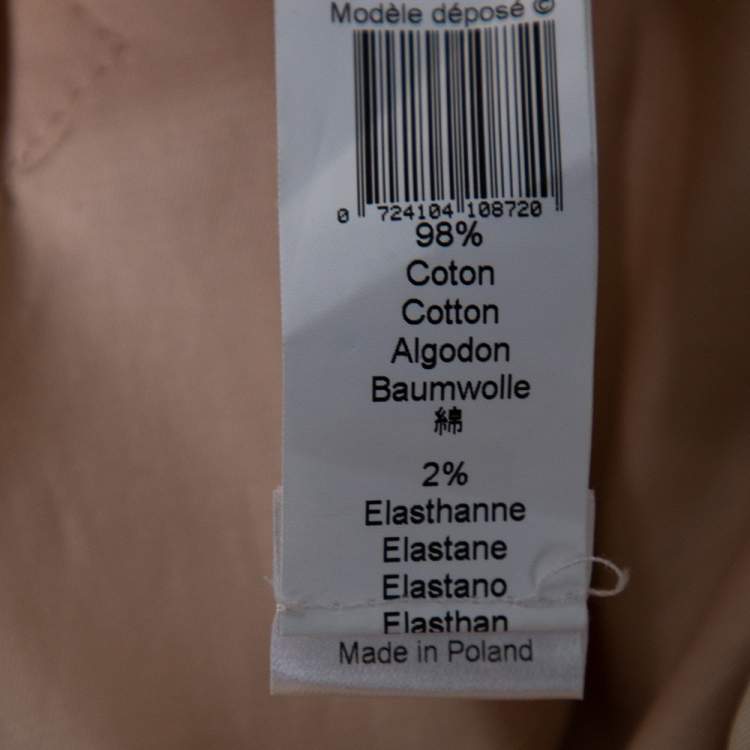 Modèle déposé ©
0 724104 108720
98%
Coton
Cotton
Algodon
Baumwolle
綿
2%
Elasthanne
Elastane
Elastano
Elasthan
Made in Poland